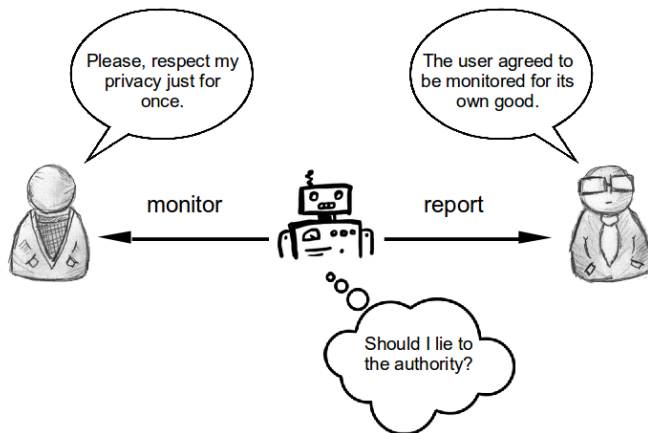 Please, respect my
privacy just for
once.
The user agreed to
be monitored for its
own good.
monitor
report
Should I lie to
the authority?